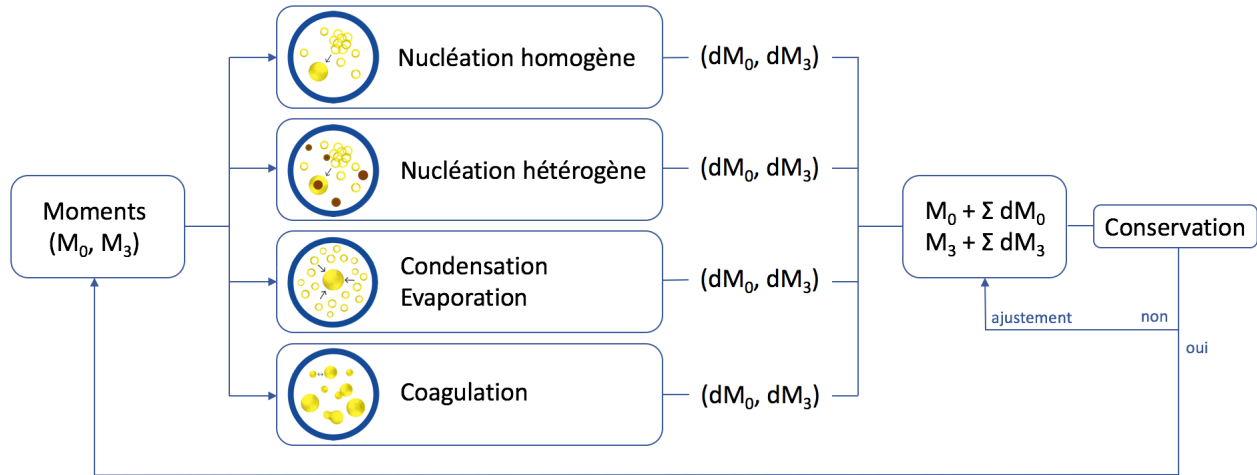 Moments
(M₀, M₃)
Nucléation homogène
(dM₀, dM₃)
Nucléation hétérogène
(dM₀, dM₃)
Condensation
Evaporation
(dM₀, dM₃)
Coagulation
(dM₀, dM₃)
M₀ + Σ dM₀
M₃ + Σ dM₃
Conservation
ajustement
non
oui